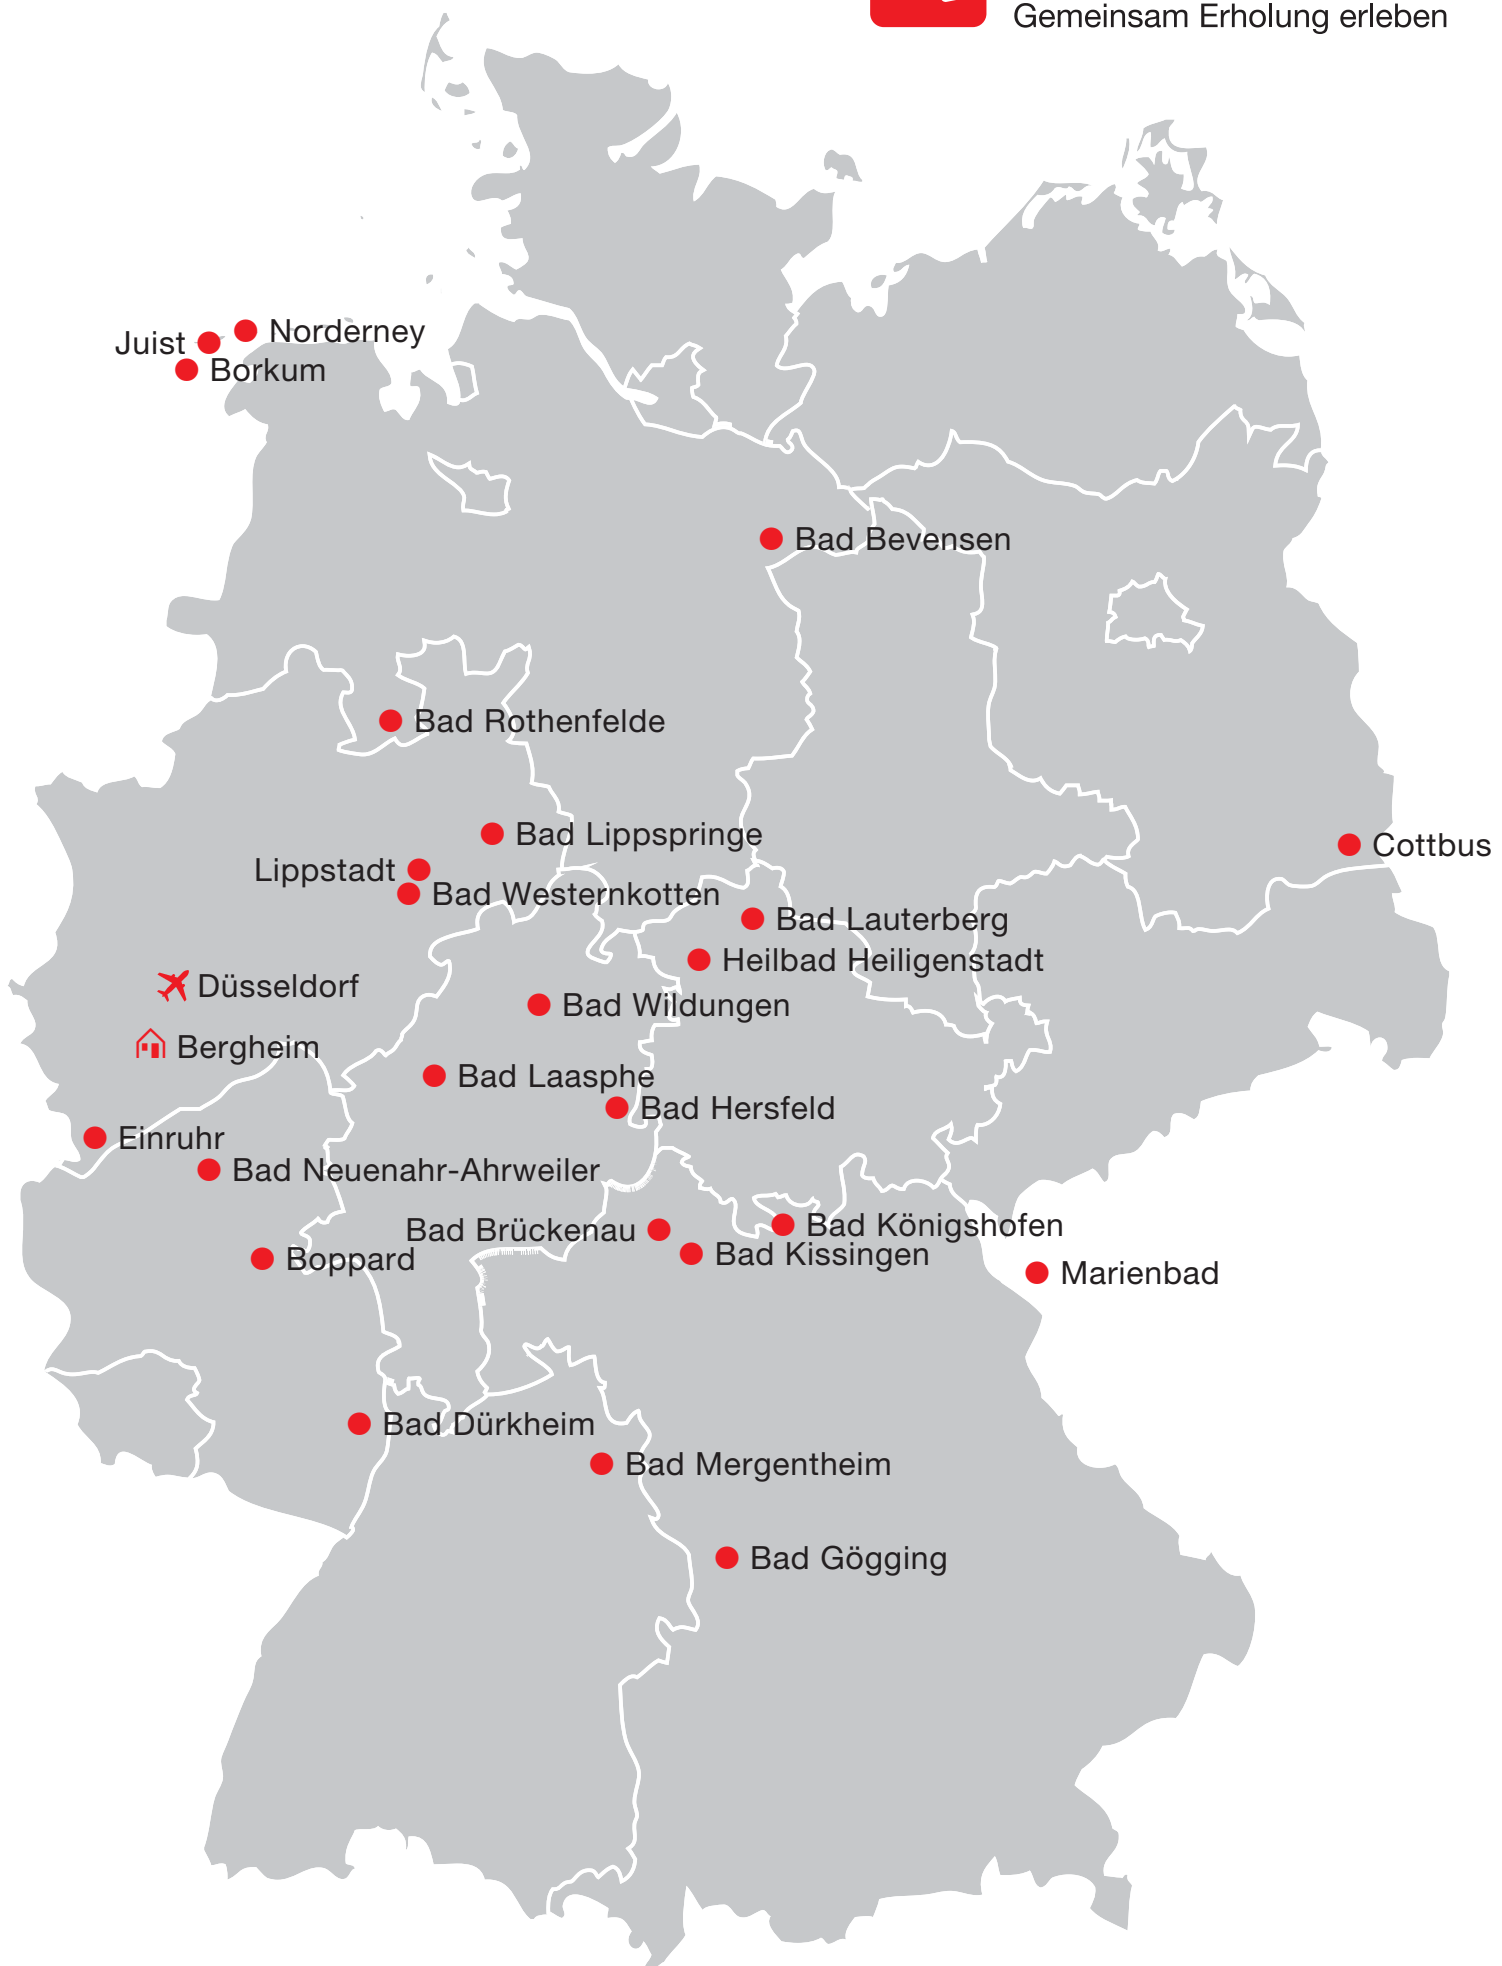 Gemeinsam Erholung erleben
Norderney
Juist
Borkum
Bad Bevensen
Bad Rothenfelde
Bad Lippspringe
Cottbus
Lippstadt
Bad Westernkotten
Bad Lauterberg
Heilbad Heiligenstadt
Düsseldorf
Bad Wildungen
Bergheim
Bad Laasphe
Bad Hersfeld
Einruhr
Bad Neuenahr-Ahrweiler
Bad Königshofen
Bad Brückenau
Bad Kissingen
Boppard
Marienbad
Bad Dürkheim
Bad Mergentheim
Bad Gögging